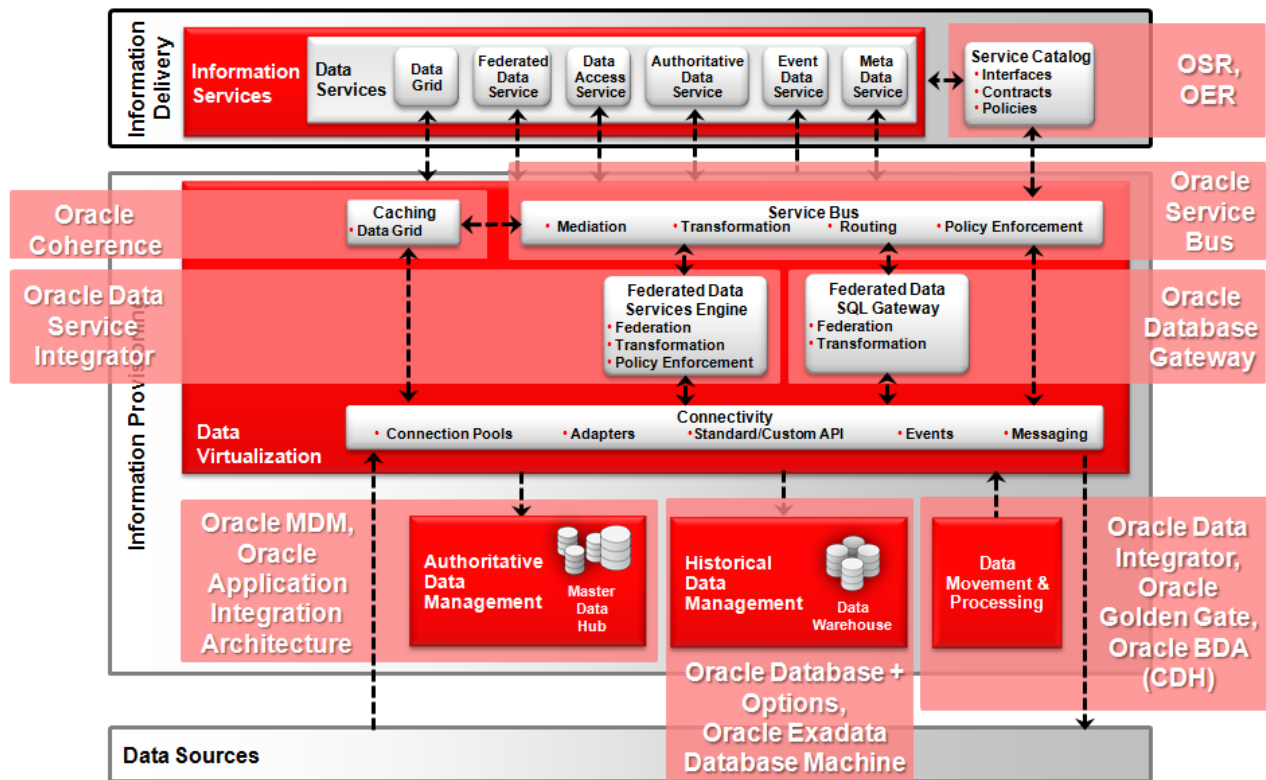 Information
Delivery
Information
Services
Data
Services
Data
Grid
Federated
Data
Service
Data
Access
Service
Authoritative
Data
Service
Event
Data
Service
Meta
Data
Service
Service Catalog
• Interfaces
• Contracts
• Policies
OSR,
OER
Information Provisioning
Oracle
Coherence
Caching
• Data Grid
Service Bus
• Mediation
• Transformation
• Routing
• Policy Enforcement
Oracle
Service
Bus
Oracle Data
Service
Integrator
Federated Data
Services Engine
• Federation
• Transformation
• Policy Enforcement
Federated Data
SQL Gateway
• Federation
• Transformation
Oracle
Database
Gateway
Data
Virtualization
Connectivity
• Connection Pools
• Adapters
• Standard/Custom API
• Events
• Messaging
Oracle MDM,
Oracle
Application
Integration
Architecture
Authoritative
Data
Management
Master
Data
Hub
Historical
Data
Management
Data
Warehouse
Oracle Database +
Options,
Oracle Exadata
Database Machine
Data
Movement &
Processing
Oracle Data
Integrator,
Oracle
Golden Gate,
Oracle BDA
(CDH)
Data Sources